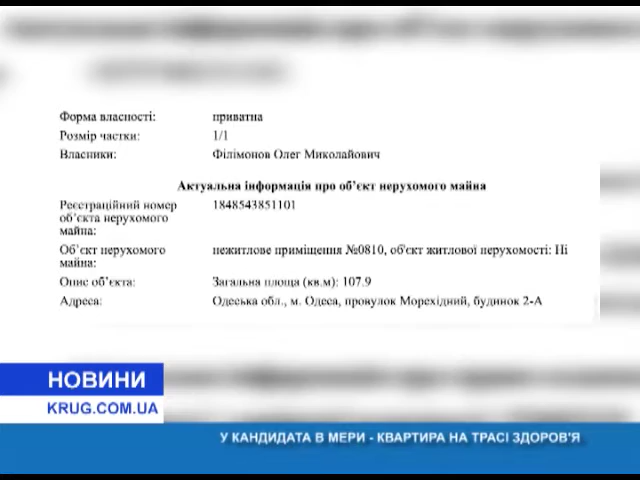 Форма власності: приватна
Розмір частки: 1/1
Власники: Філімонов Олег Миколайович
Актуальна інформація про об'єкт нерухомого майна
Реєстраційний номер 1848543851101
об'єкта нерухомого
майна:
Об'єкт нерухомого нежитлове приміщення №0810, об'єкт житлової нерухомості: Ні
майна:
Опис об'єкта: Загальна площа (кв.м): 107.9
Адреса: Одеська обл., м. Одеса, провулок Морехідний, будинок 2-А
НОВИНИ
KRUG.COM.UA
У КАНДИДАТА В МЕРИ - КВАРТИРА НА ТРАСІ ЗДОРОВ'Я